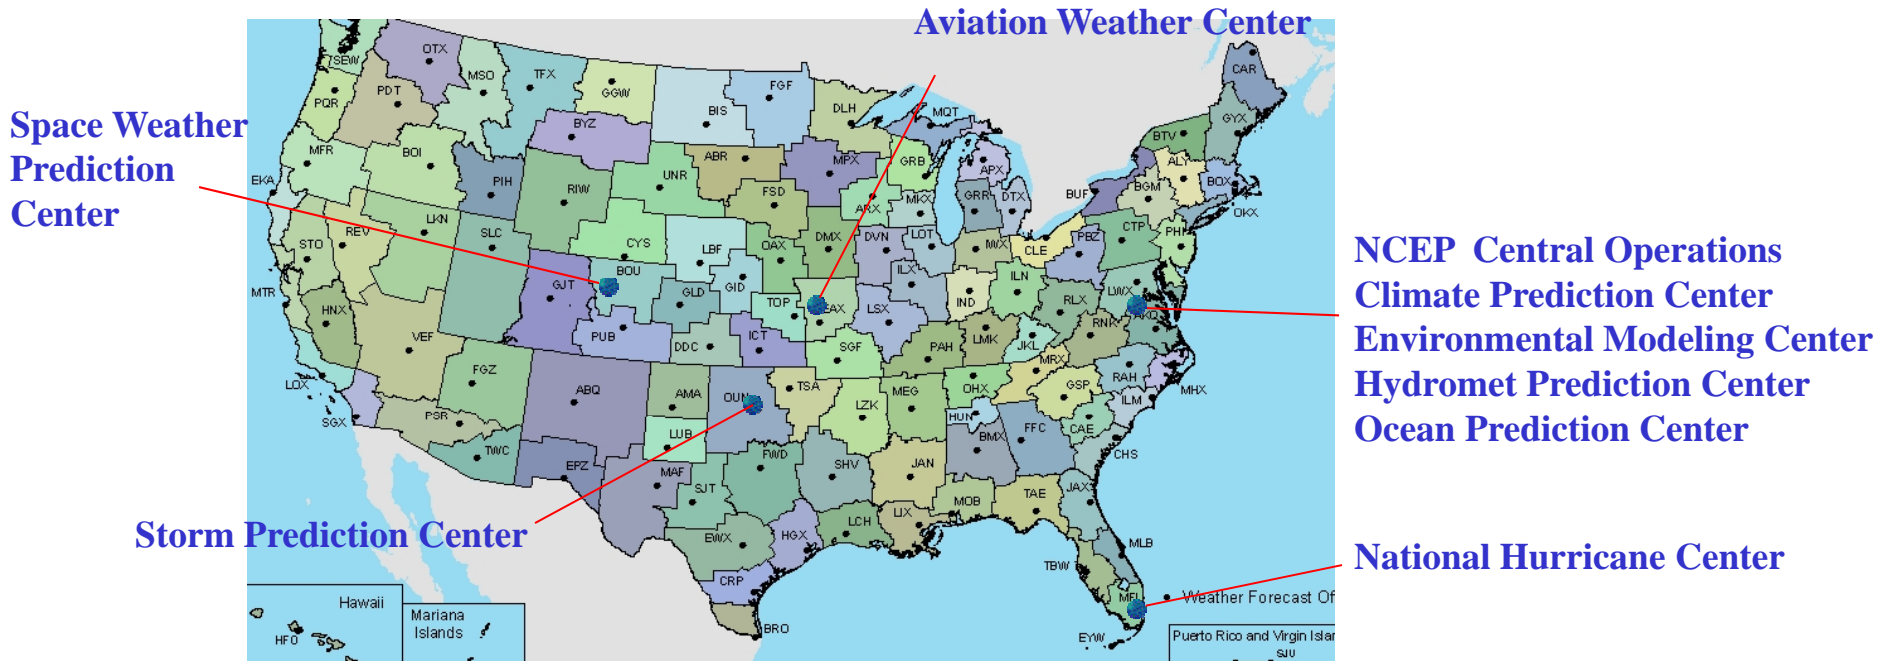 Aviation Weather Center
Space Weather
Prediction
Center
NCEP Central Operations
Climate Prediction Center
Environmental Modeling Center
Hydromet Prediction Center
Ocean Prediction Center
Storm Prediction Center
National Hurricane Center
SEW
OTX
MSO
TFX
GGW
BIS
FGF
DLH
MQT
CAR
PQR
PDT
BYZ
GYX
BTV
MFR
BOI
ABR
MPX
GRB
APX
ALY
EKA
PIH
RIW
UNR
FSD
ARX
MKX
GRR
DTX
BUF
BGM
BOX
OKX
STO
REV
LKN
SLC
CYS
LBF
OAX
DMX
DVN
LOT
IWX
CLE
PBZ
CTP
PHI
MTR
HNX
GJT
BOU
GLD
GID
TOP
EAX
LSX
ILX
IND
ILN
RLX
LWX
AKQ
VEF
PUB
DDC
ICT
SGF
PAH
LMK
JKL
RNK
LOX
FGZ
ABQ
AMA
OUN
TSA
LZK
MEG
OHX
MRX
GSP
RAH
MHX
SGX
PSR
LUB
HUN
CAE
ILM
TWC
EPZ
MAF
SJT
FWD
SHV
JAN
BMX
FFC
CHS
EWX
HGX
LCH
LIX
MOB
TAE
JAX
CRP
BRO
MLB
TBW
MFL
EYW
Weather Forecast Of
Hawaii
HFO
Mariana
Islands
Puerto Rico and Virgin Islar
SJU